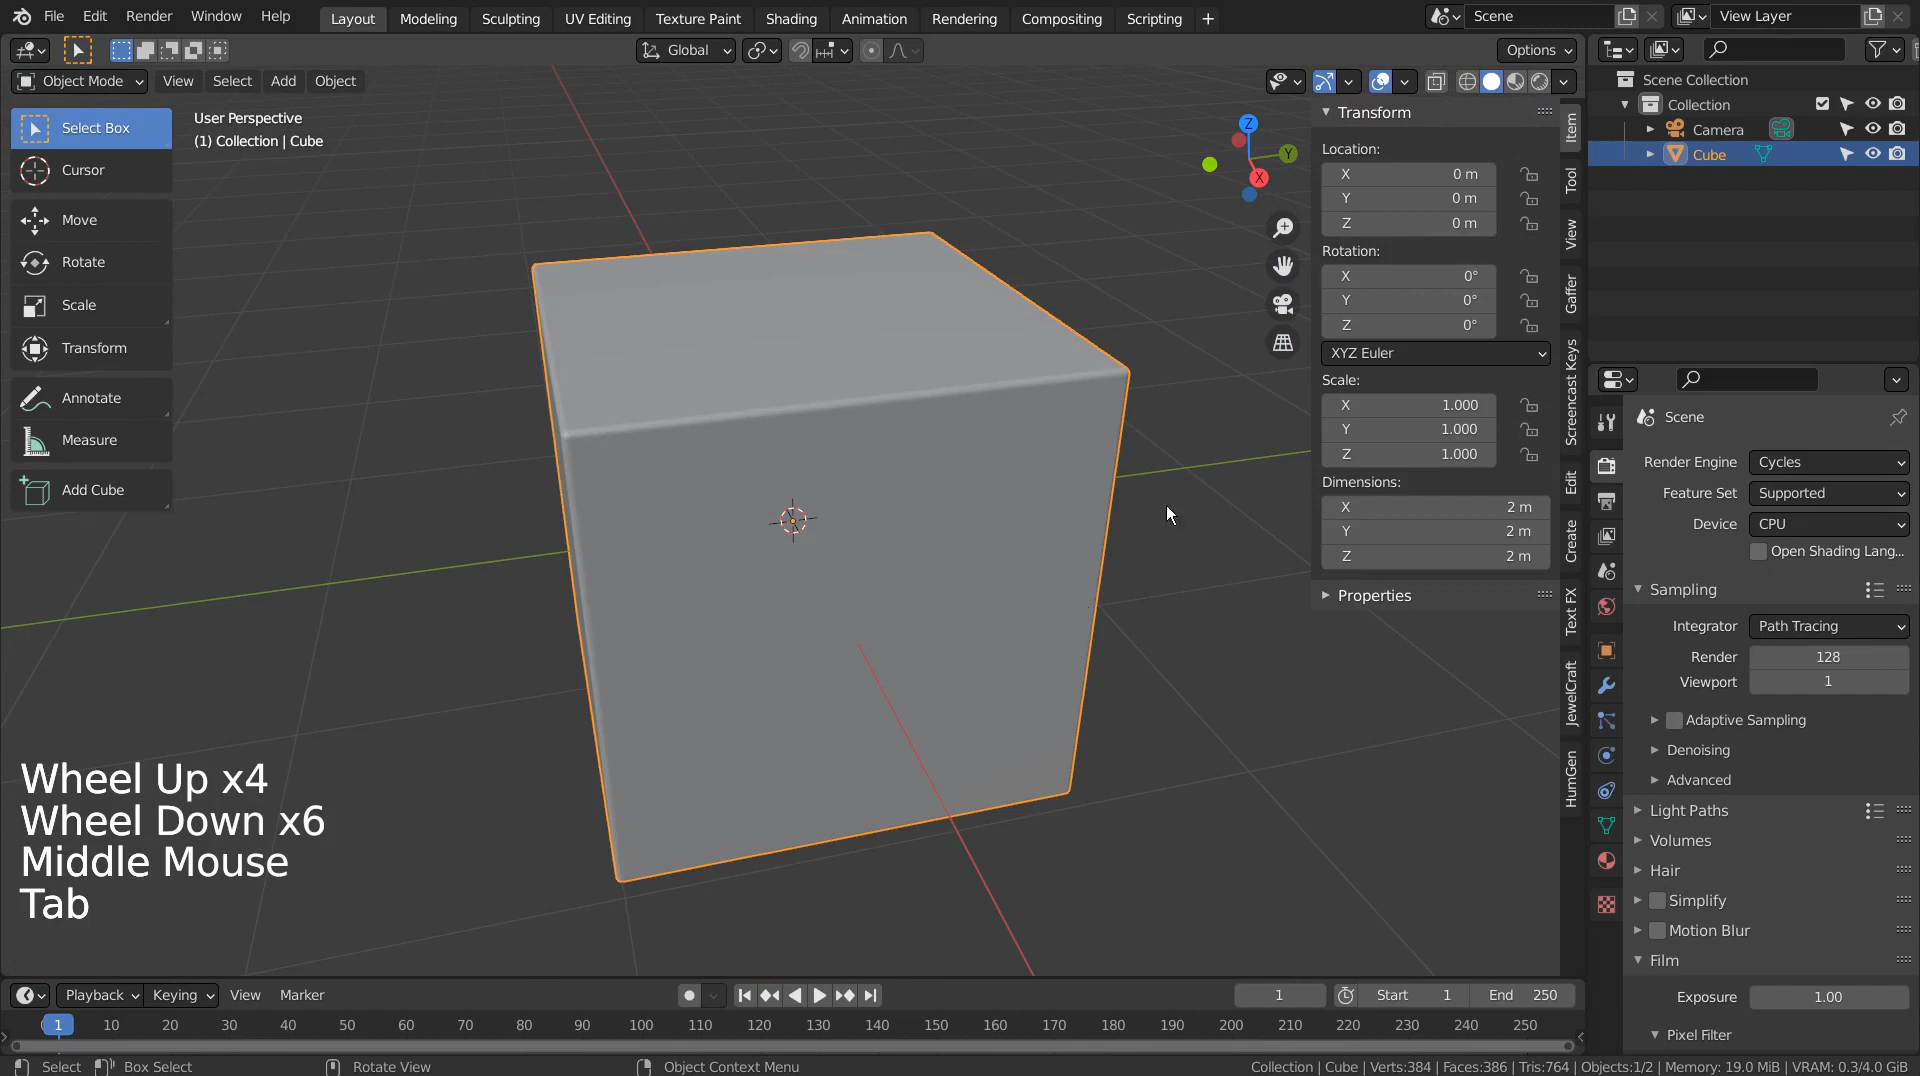 File Edit Render Window Help Layout Modeling Sculpting UV Editing Texture Paint Shading Animation Rendering Compositing Scripting + Scene View Layer
Global Options
Object Mode View Select Add Object
Select Box
Cursor
Move
Rotate
Scale
Transform
Annotate
Measure
Add Cube
User Perspective
(1) Collection | Cube
Z
Y
X
Transform
Location:
X 0 m
Y 0 m
Z 0 m
Rotation:
X 0°
Y 0°
Z 0°
XYZ Euler
Scale:
X 1.000
Y 1.000
Z 1.000
Dimensions:
X 2 m
Y 2 m
Z 2 m
Properties
Item
Tool
View
Gaffer
Screencast Keys
Edit
Create
Text FX
JewelCraft
HumGen
Scene Collection
Collection
Camera
Cube
Scene
Render Engine Cycles
Feature Set Supported
Device CPU
Open Shading Lang...
Sampling
Integrator Path Tracing
Render 128
Viewport 1
Adaptive Sampling
Denoising
Advanced
Light Paths
Volumes
Hair
Simplify
Motion Blur
Film
Exposure 1.00
Pixel Filter
Wheel Up x4
Wheel Down x6
Middle Mouse
Tab
Playback Keying View Marker 1 Start 1 End 250
1 10 20 30 40 50 60 70 80 90 100 110 120 130 140 150 160 170 180 190 200 210 220 230 240 250
Select Box Select Rotate View Object Context Menu Collection | Cube | Verts:384 | Faces:386 | Tris:764 | Objects:1/2 | Memory: 19.0 MiB | VRAM: 0.3/4.0 GiB